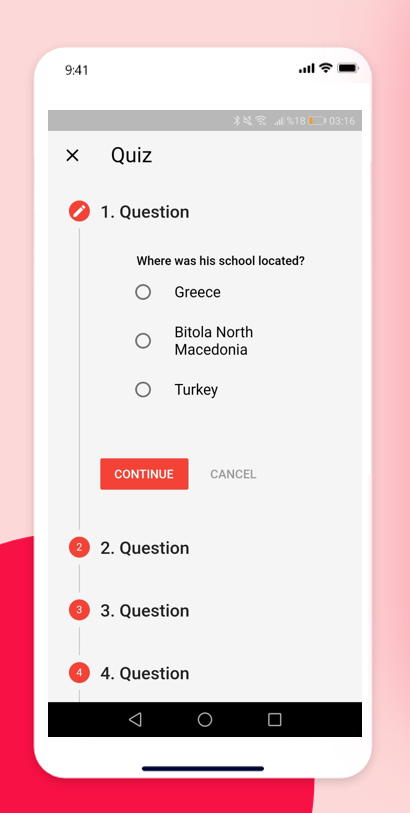 9:41
%18 03:16
Quiz
1. Question
Where was his school located?
Greece
Bitola North
Macedonia
Turkey
CONTINUE CANCEL
2 2. Question
3 3. Question
4 4. Question